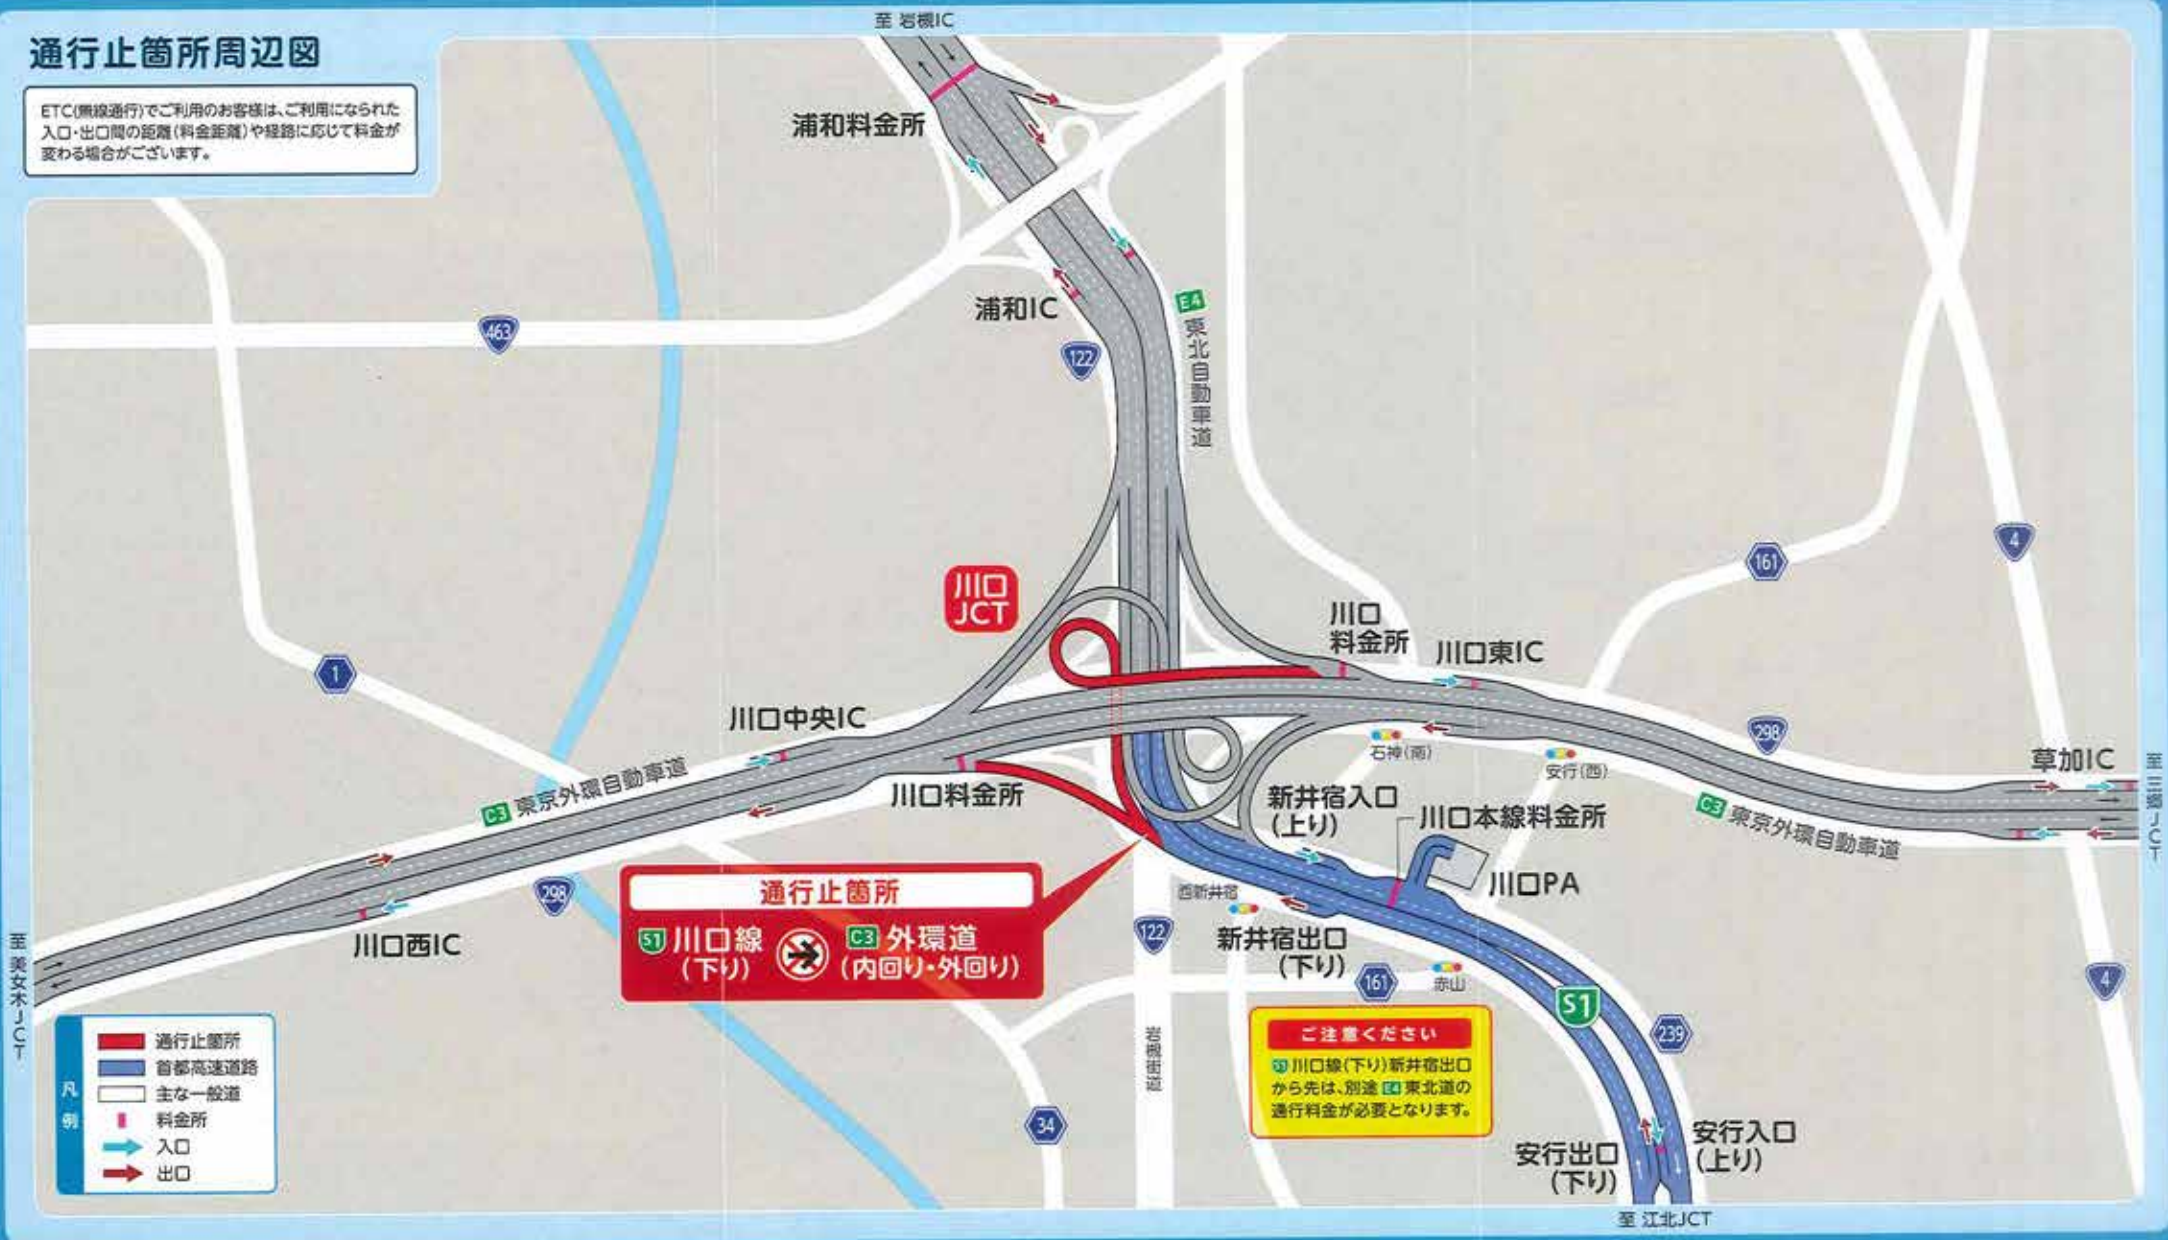 至 岩槻IC
通行止箇所周辺図
ETC(無線通行)でご利用のお客様は、ご利用になられた
入口・出口間の距離(料金距離)や経路に応じて料金が
変わる場合がございます。
浦和料金所
浦和IC
E4
東北自動車道
463
122
川口
JCT
川口
料金所
川口東IC
161
4
1
川口中央IC
298
石神(南)
安行(西)
草加IC
至 三郷JCT
C3 東京外環自動車道
川口料金所
新井宿入口
(上り)
川口本線料金所
C3 東京外環自動車道
川口PA
298
通行止箇所
S1 川口線
(下り)
C3 外環道
(内回り・外回り)
西新井宿
122
新井宿出口
(下り)
161
赤山
川口西IC
至 美女木JCT
4
S1
239
凡例
通行止箇所
首都高速道路
主な一般道
料金所
入口
出口
岩槻街道
34
ご注意ください
S1 川口線(下り)新井宿出口
から先は、別途 E4 東北道の
通行料金が必要となります。
安行出口
(下り)
安行入口
(上り)
至 江北JCT